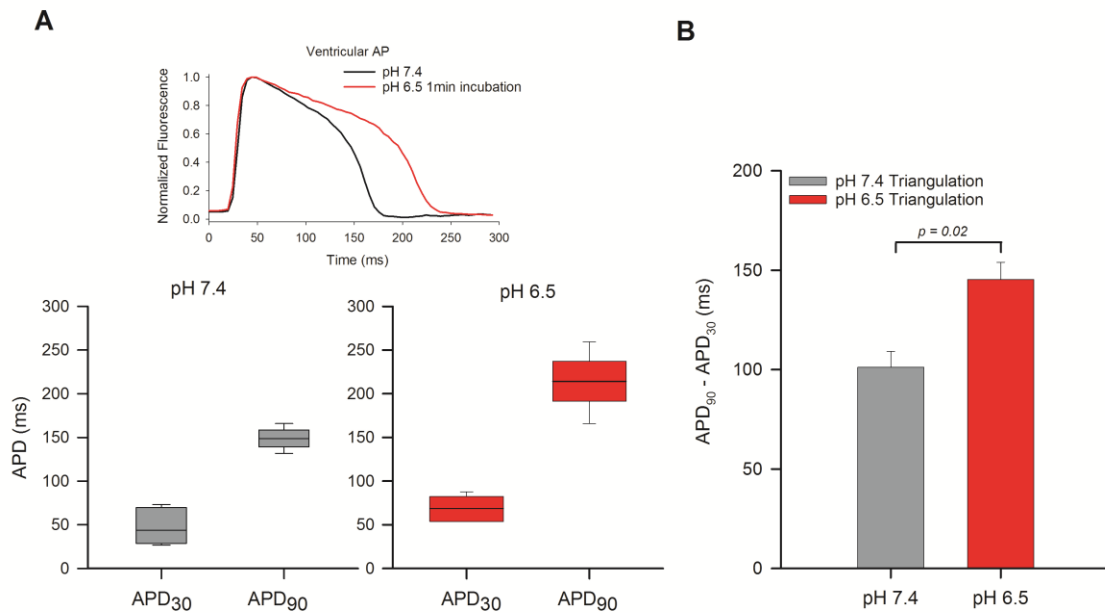 A
Ventricular AP
pH 7.4
pH 6.5 1min incubation
Normalized Fluorescence
1.0
0.8
0.6
0.4
0.2
0.0
0 50 100 150 200 250 300
Time (ms)
pH 7.4
APD (ms)
300
250
200
150
100
50
0
APD₃₀ APD₉₀
pH 6.5
300
250
200
150
100
50
0
APD₃₀ APD₉₀
B
pH 7.4 Triangulation
pH 6.5 Triangulation
p = 0.02
APD₉₀ - APD₃₀ (ms)
200
150
100
50
0
pH 7.4 pH 6.5